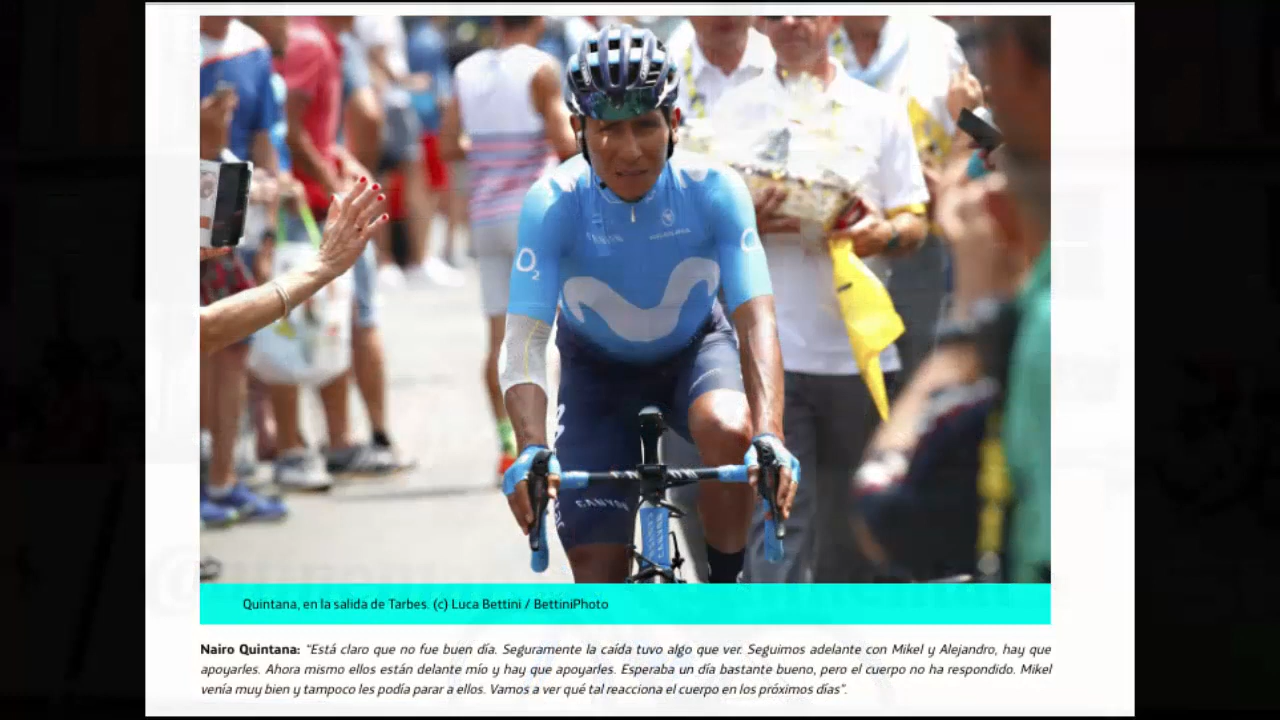 O2
CANYON
CANYON
Quintana, en la salida de Tarbes. (c) Luca Bettini / BettiniPhoto
Nairo Quintana: "Está claro que no fue buen día. Seguramente la caída tuvo algo que ver. Seguimos adelante con Mikel y Alejandro, hay que
apoyarles. Ahora mismo ellos están delante mío y hay que apoyarles. Esperaba un día bastante bueno, pero el cuerpo no ha respondido. Mikel
venía muy bien y tampoco les podía parar a ellos. Vamos a ver qué tal reacciona el cuerpo en los próximos días".